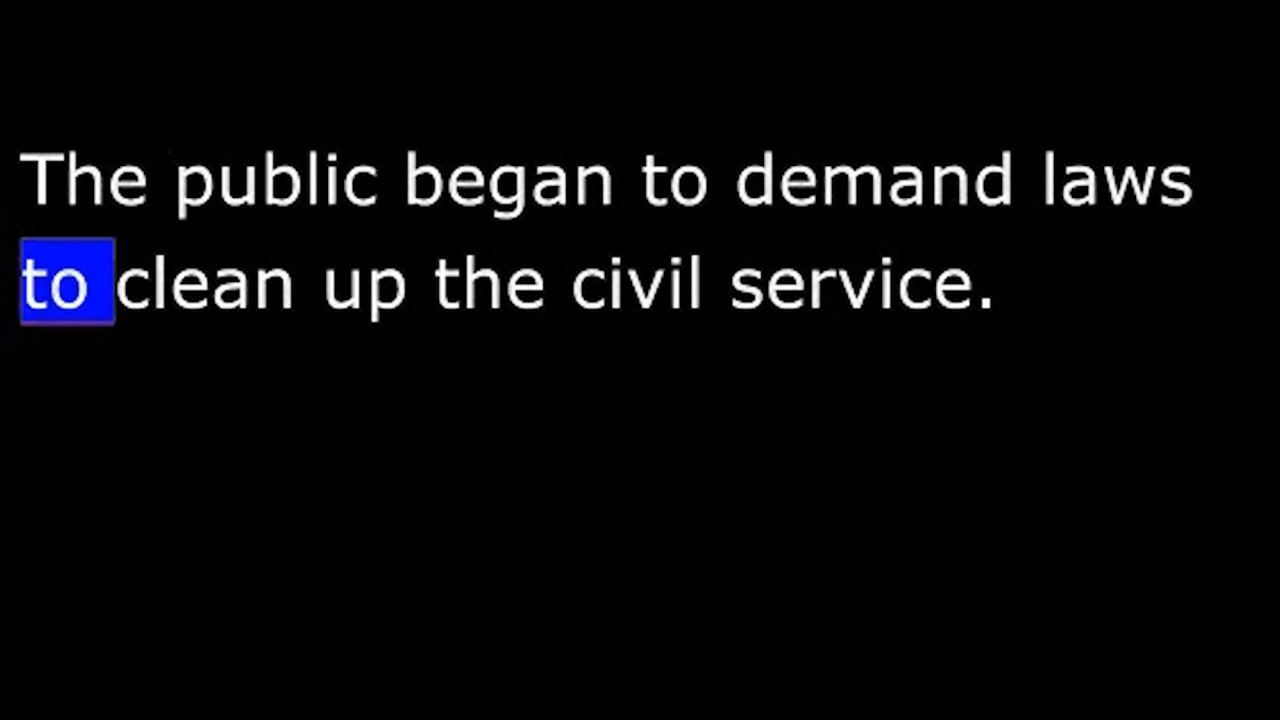 The public began to demand laws
to clean up the civil service.